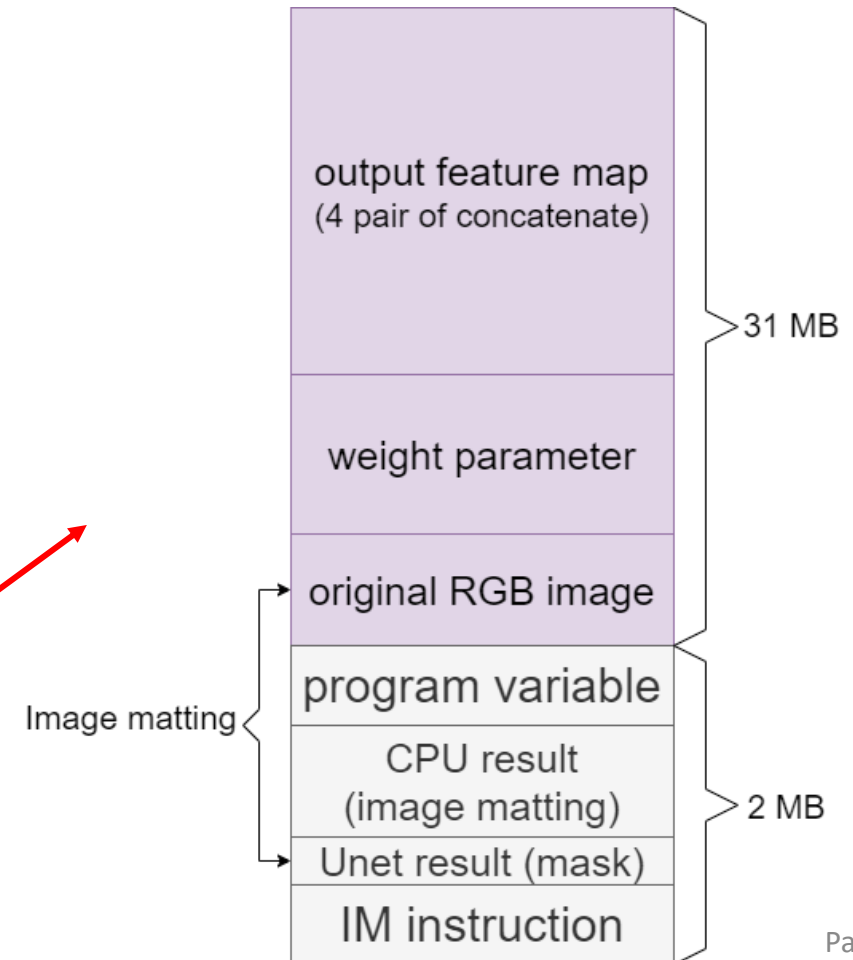 output feature map
(4 pair of concatenate)
31 MB
weight parameter
original RGB image
program variable
Image matting
CPU result
(image matting)
2 MB
Unet result (mask)
IM instruction
Pa